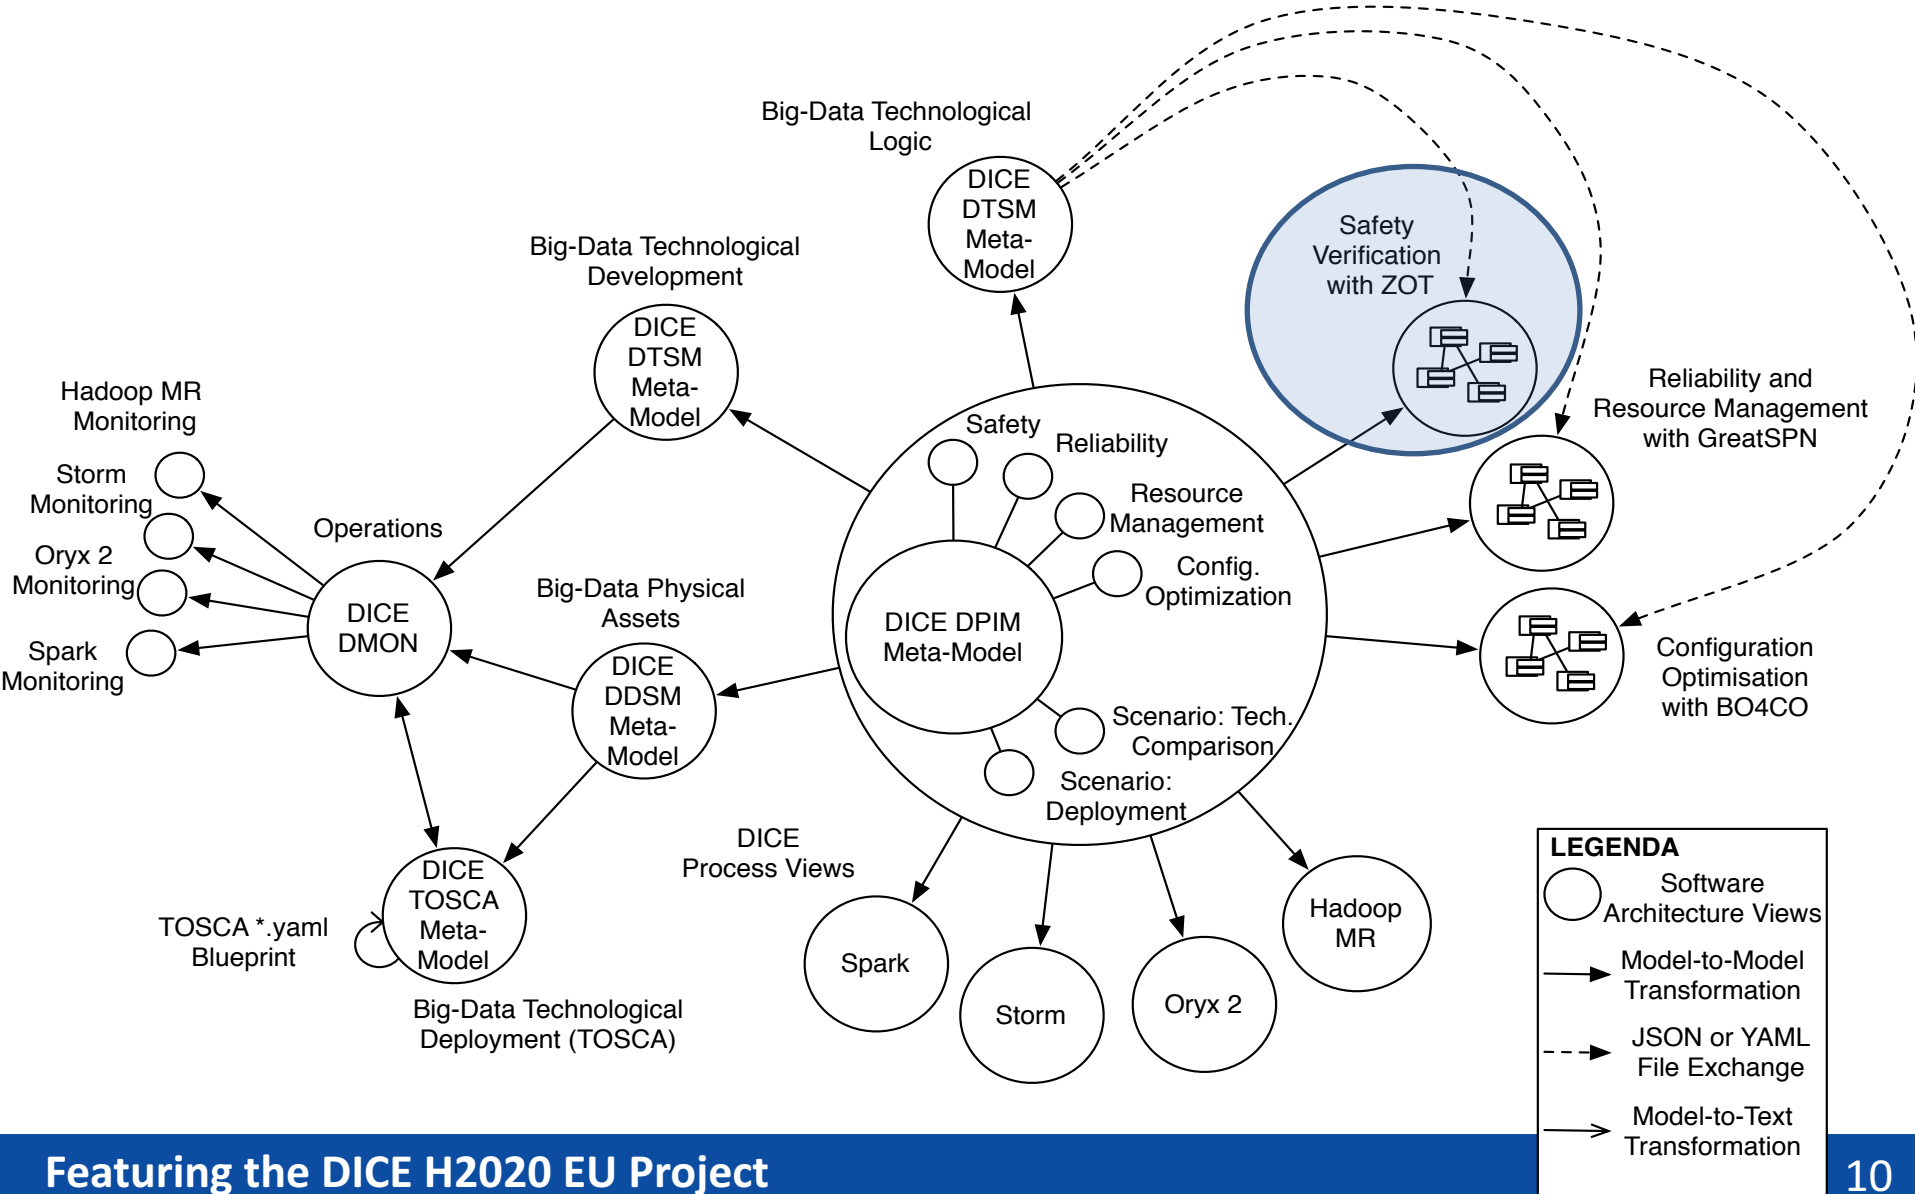 Big-Data Technological
Logic
DICE
DTSM
Meta-
Model
Safety
Verification
with ZOT
Big-Data Technological
Development
DICE
DTSM
Meta-
Model
Hadoop MR
Monitoring
Storm
Monitoring
Oryx 2
Monitoring
Spark
Monitoring
Operations
DICE
DMON
Big-Data Physical
Assets
DICE
DDSM
Meta-
Model
Safety
Reliability
Resource
Management
Config.
Optimization
DICE DPIM
Meta-Model
Scenario: Tech.
Comparison
Scenario:
Deployment
Reliability and
Resource Management
with GreatSPN
Configuration
Optimisation
with BO4CO
DICE
Process Views
Spark
Storm
Oryx 2
Hadoop
MR
TOSCA *.yaml
Blueprint
DICE
TOSCA
Meta-
Model
Big-Data Technological
Deployment (TOSCA)
LEGENDA
Software
Architecture Views
Model-to-Model
Transformation
JSON or YAML
File Exchange
Model-to-Text
Transformation
Featuring the DICE H2020 EU Project
10